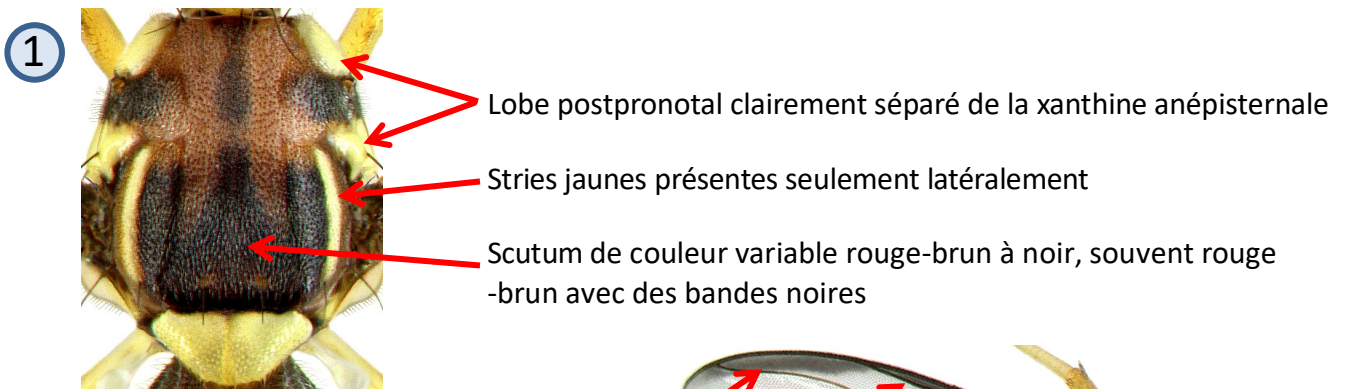 1
Lobe postpronotal clairement séparé de la xanthine anépisternale
Stries jaunes présentes seulement latéralement
Scutum de couleur variable rouge-brun à noir, souvent rouge
-brun avec des bandes noires